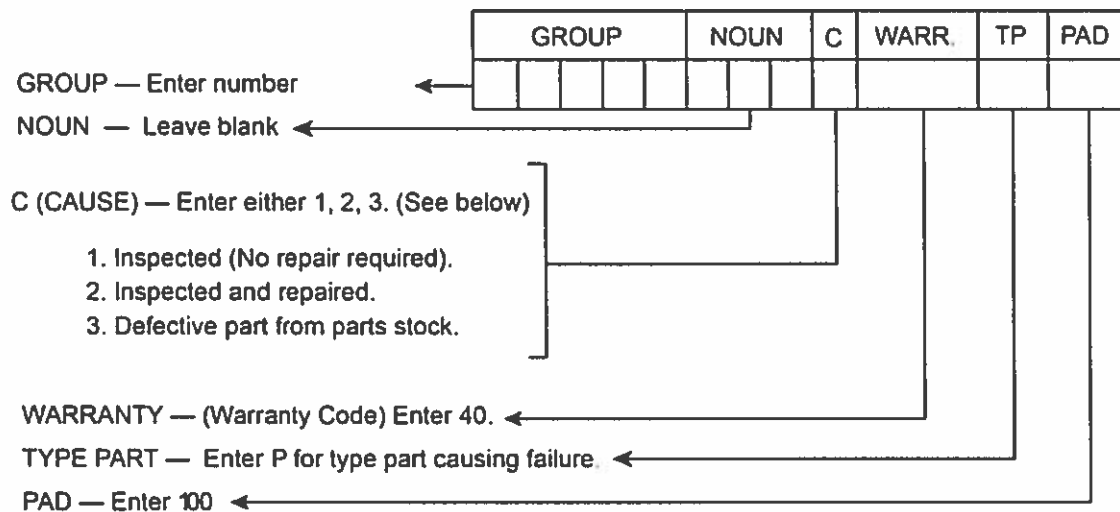 GROUP NOUN C WARR. TP PAD
GROUP — Enter number
NOUN — Leave blank
C (CAUSE) — Enter either 1, 2, 3. (See below)
1. Inspected (No repair required).
2. Inspected and repaired.
3. Defective part from parts stock.
WARRANTY — (Warranty Code) Enter 40.
TYPE PART — Enter P for type part causing failure.
PAD — Enter 100